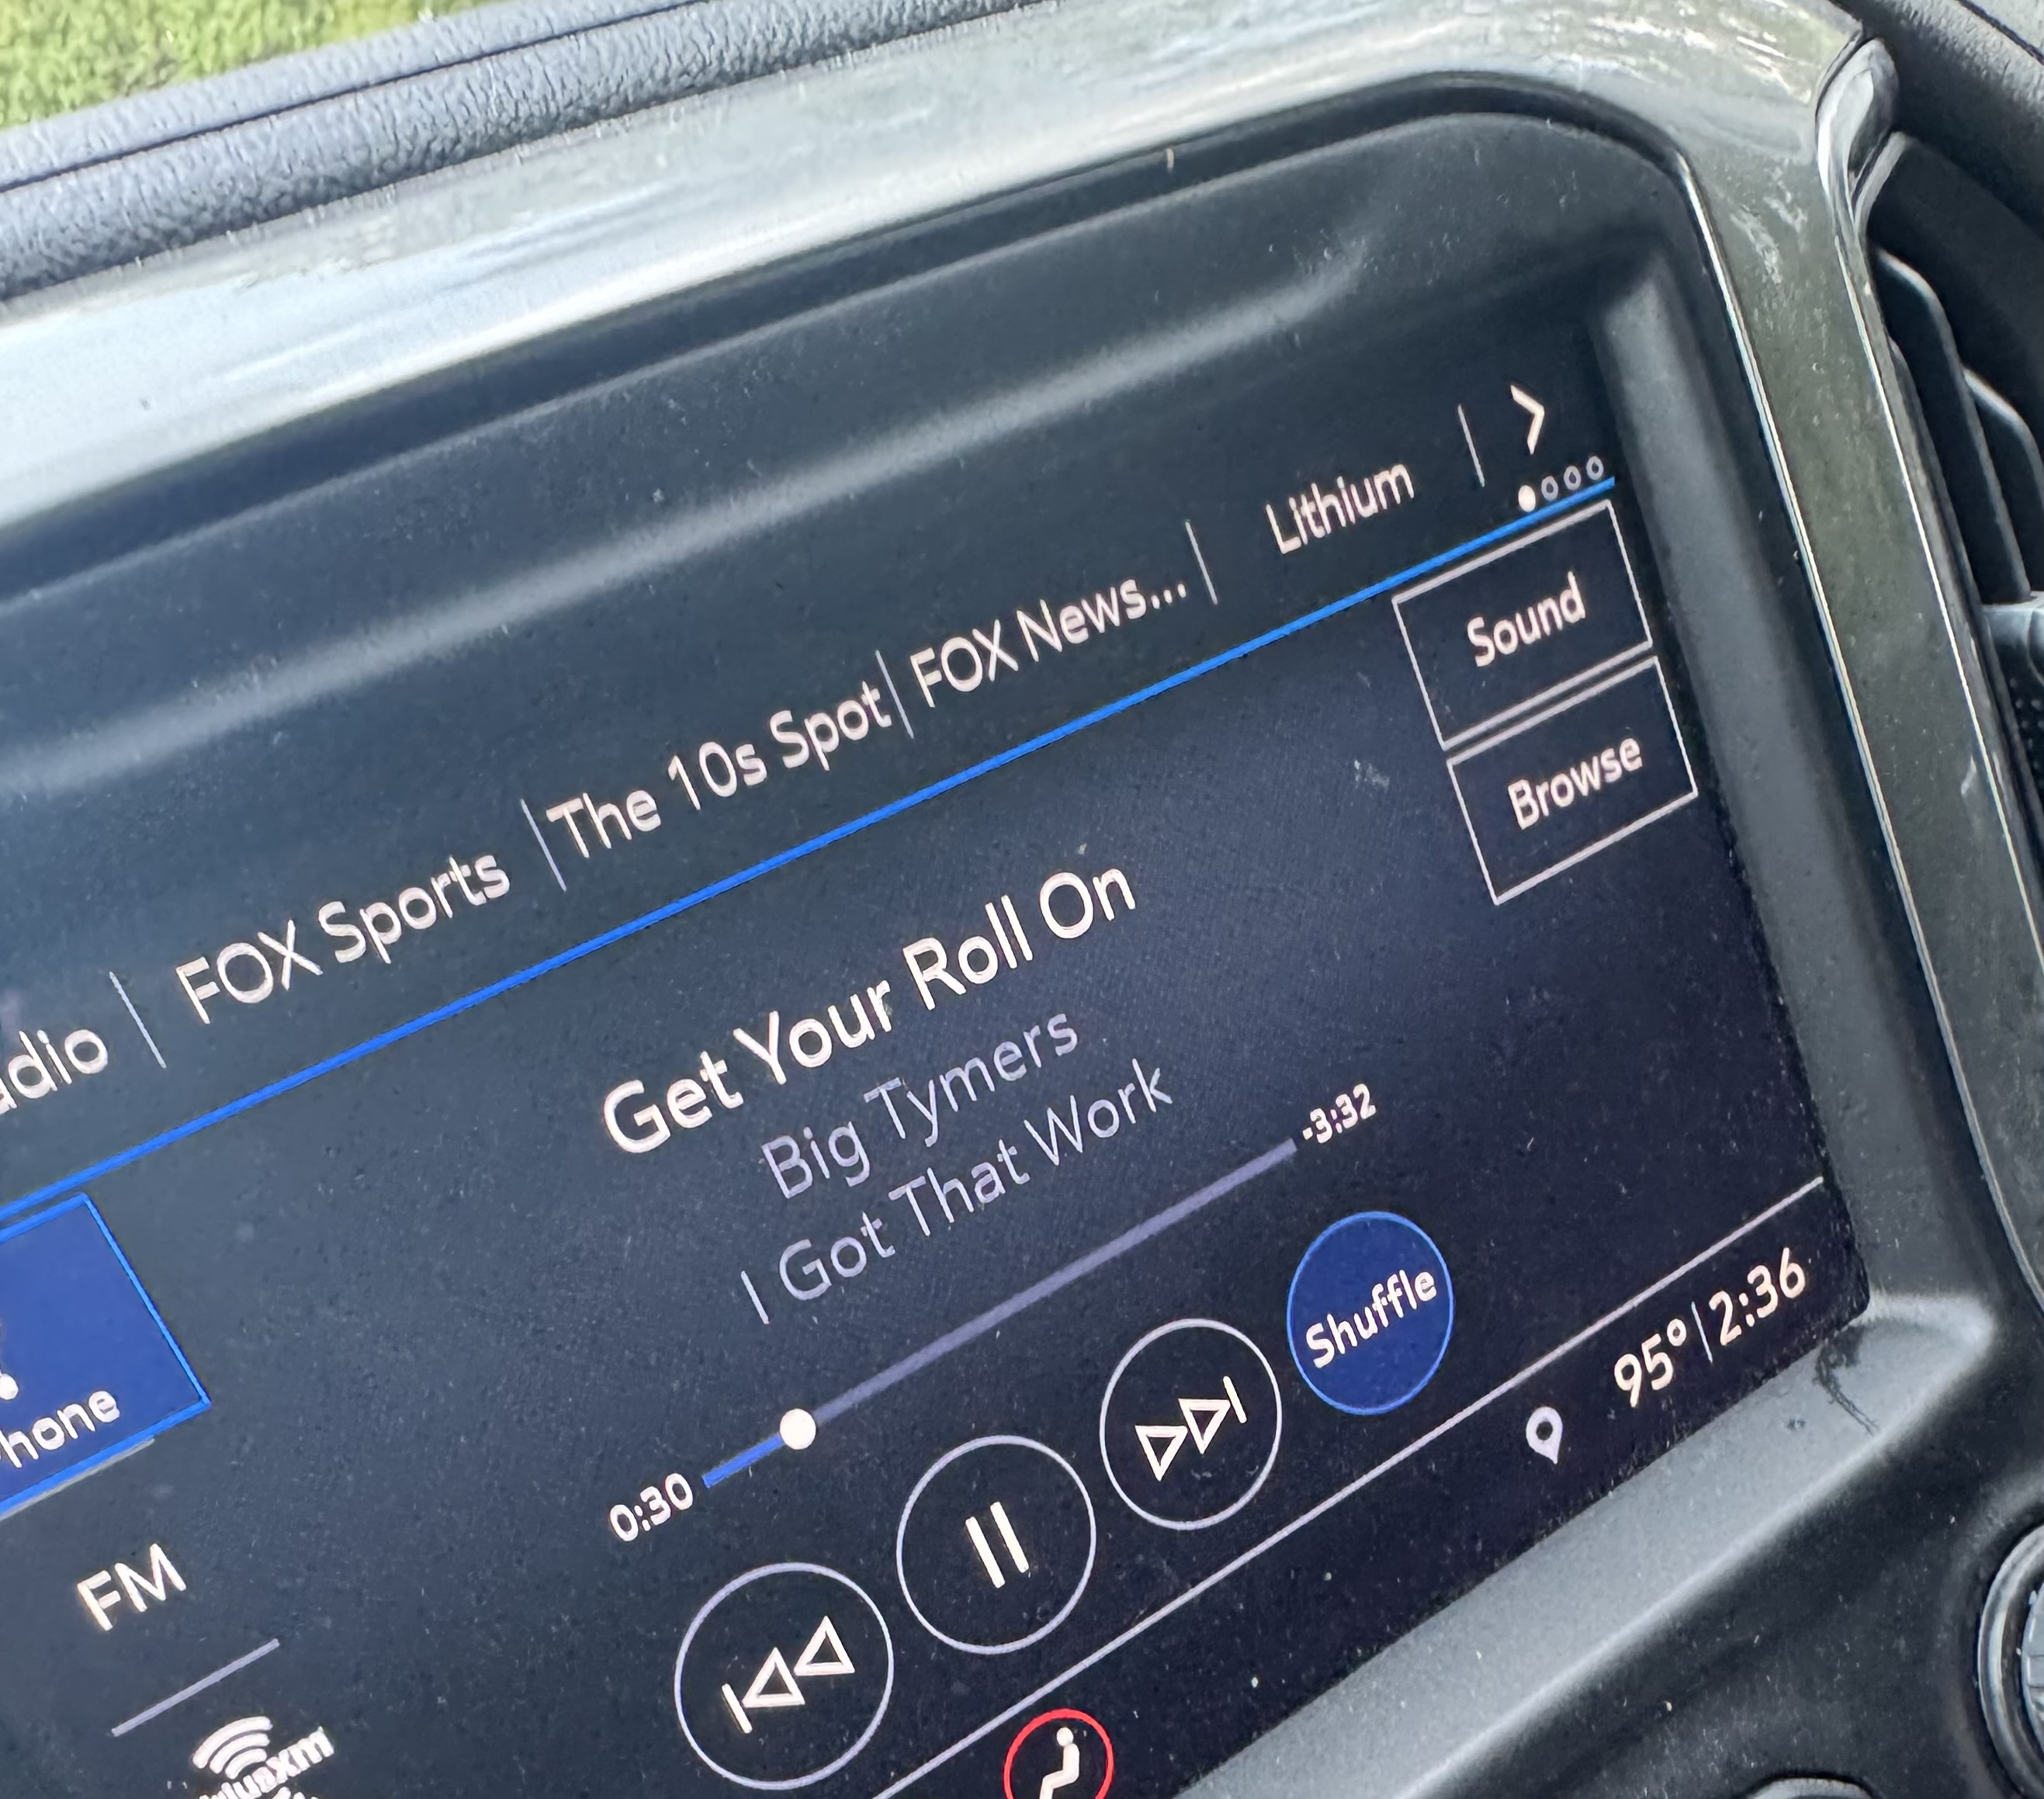 adio | FOX Sports | The 10s Spot | FOX News... | Lithium
Sound
Browse
Get Your Roll On
Big Tymers
I Got That Work
0:30 -3:32
Shuffle
hone
FM
95° | 2:36
iusxm